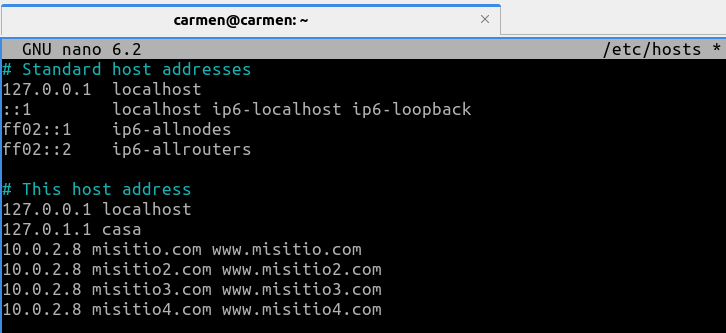 carmen@carmen: ~ ×
GNU nano 6.2 /etc/hosts *
# Standard host addresses
127.0.0.1  localhost
::1        localhost ip6-localhost ip6-loopback
ff02::1    ip6-allnodes
ff02::2    ip6-allrouters
# This host address
127.0.0.1 localhost
127.0.1.1 casa
10.0.2.8 misitio.com www.misitio.com
10.0.2.8 misitio2.com www.misitio2.com
10.0.2.8 misitio3.com www.misitio3.com
10.0.2.8 misitio4.com www.misitio4.com